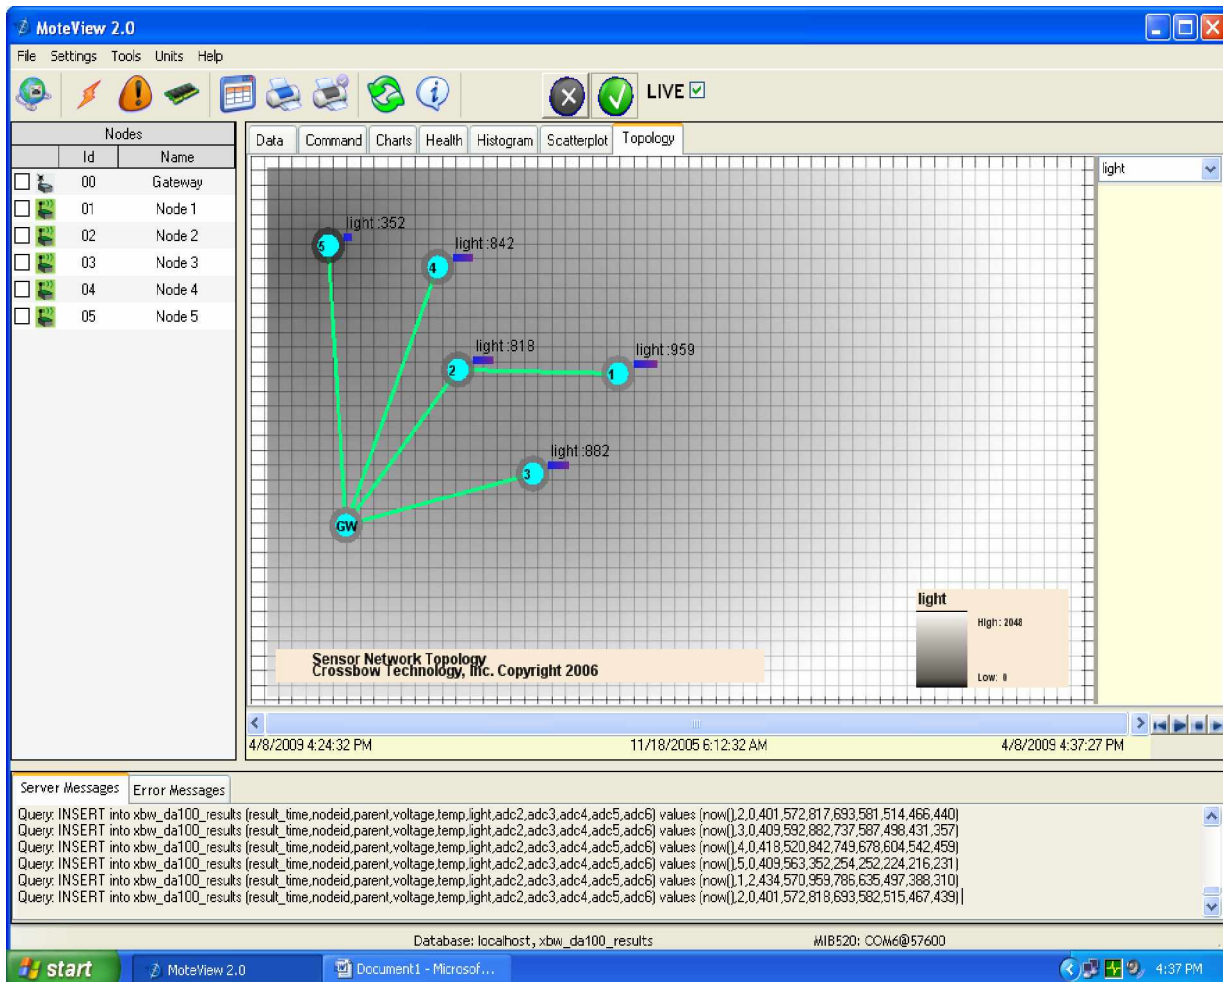 MoteView 2.0
File Settings Tools Units Help
LIVE
Nodes
Id Name
00 Gateway
01 Node 1
02 Node 2
03 Node 3
04 Node 4
05 Node 5
Data Command Charts Health Histogram Scatterplot Topology
light
light :352
5
light :842
4
light :818
2
light :959
1
light :882
3
GW
light
High: 2048
Low: 0
Sensor Network Topology
Crossbow Technology, Inc. Copyright 2006
4/8/2009 4:24:32 PM 11/18/2005 6:12:32 AM 4/8/2009 4:37:27 PM
Server Messages Error Messages
Query: INSERT into xbw_da100_results (result_time,nodeid,parent,voltage,temp,light,adc2,adc3,adc4,adc5,adc6) values (now(),2,0,401,572,817,693,581,514,466,440)
Query: INSERT into xbw_da100_results (result_time,nodeid,parent,voltage,temp,light,adc2,adc3,adc4,adc5,adc6) values (now(),3,0,409,592,882,737,587,498,431,357)
Query: INSERT into xbw_da100_results (result_time,nodeid,parent,voltage,temp,light,adc2,adc3,adc4,adc5,adc6) values (now(),4,0,418,520,842,749,678,604,542,459)
Query: INSERT into xbw_da100_results (result_time,nodeid,parent,voltage,temp,light,adc2,adc3,adc4,adc5,adc6) values (now(),5,0,409,563,352,254,252,224,216,231)
Query: INSERT into xbw_da100_results (result_time,nodeid,parent,voltage,temp,light,adc2,adc3,adc4,adc5,adc6) values (now(),1,2,434,570,959,786,635,497,388,310)
Query: INSERT into xbw_da100_results (result_time,nodeid,parent,voltage,temp,light,adc2,adc3,adc4,adc5,adc6) values (now(),2,0,401,572,818,693,582,515,467,439)
Database: localhost, xbw_da100_results MIB520: COM6@57600
start MoteView 2.0 Document1 - Microsof... 4:37 PM